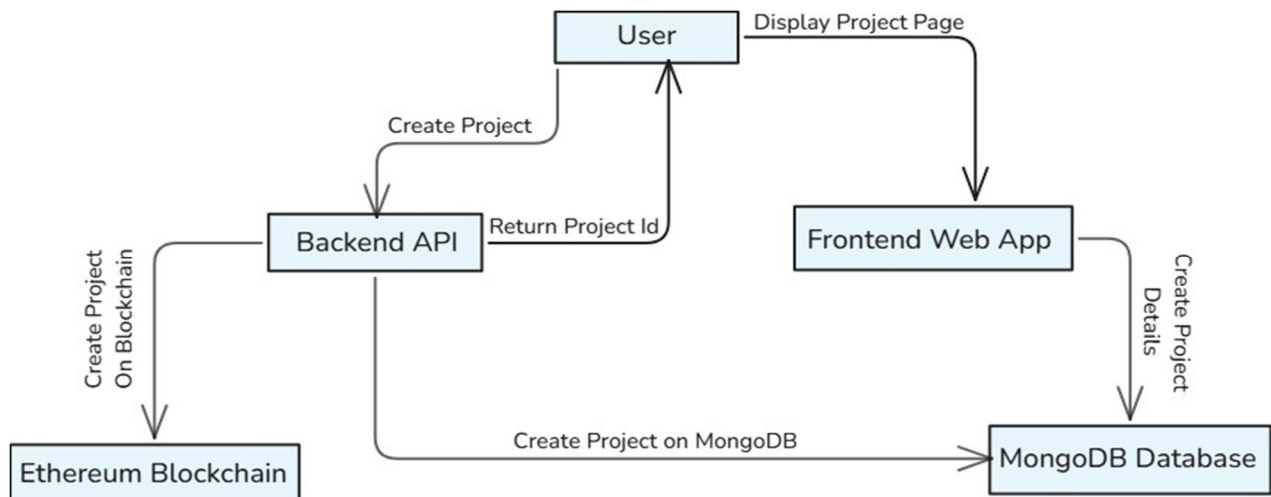 User
Display Project Page
Create Project
Backend API
Return Project Id
Frontend Web App
Create Project
On Blockchain
Create Project
Details
Create Project on MongoDB
Ethereum Blockchain
MongoDB Database